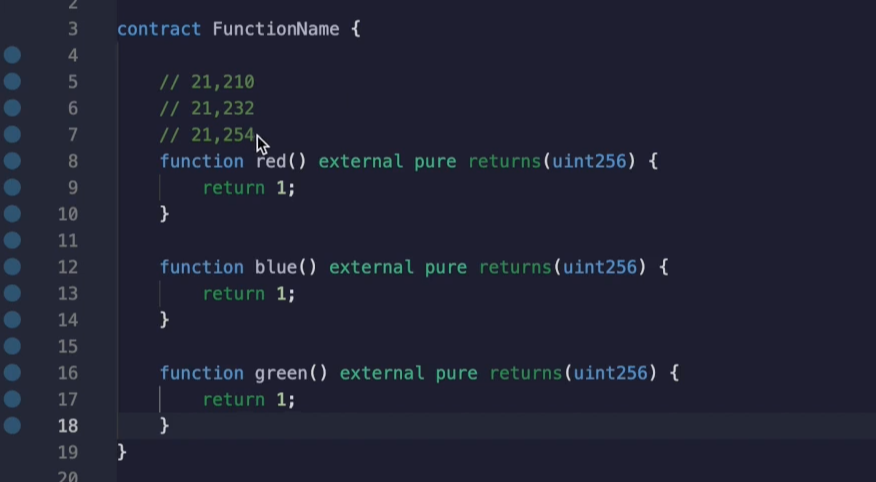 2
3 contract FunctionName {
4
5 // 21,210
6 // 21,232
7 // 21,254
8 function red() external pure returns(uint256) {
9 return 1;
10 }
11
12 function blue() external pure returns(uint256) {
13 return 1;
14 }
15
16 function green() external pure returns(uint256) {
17 return 1;
18 }
19 }
20